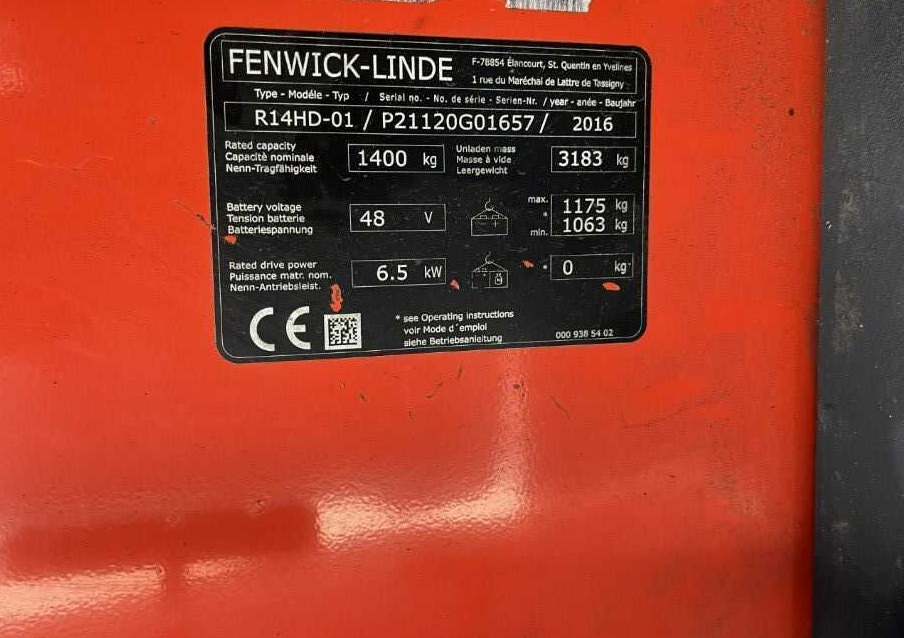 FENWICK-LINDE
F-78854 Élancourt, St. Quentin en Yvelines
1 rue du Maréchal de Lattre de Tassigny
Type - Modéle - Typ / Serial no. - No. de série - Serien-Nr. / year - anée - Baujahr
R14HD-01 / P21120G01657 / 2016
Rated capacity
Capacité nominale
Nenn-Tragfähigkeit
1400 kg
Unladen mass
Masse à vide
Leergewicht
3183 kg
Battery voltage
Tension batterie
Batteriespannung
48 V
max.
*
min.
1175 kg
1063 kg
Rated drive power
Puissance matr. nom.
Nenn-Antriebsleist.
6.5 kW
* 0 kg
CE
* see Operating instructions
voir Mode d´emploi
siehe Betriebsanleitung
000 938 54 02